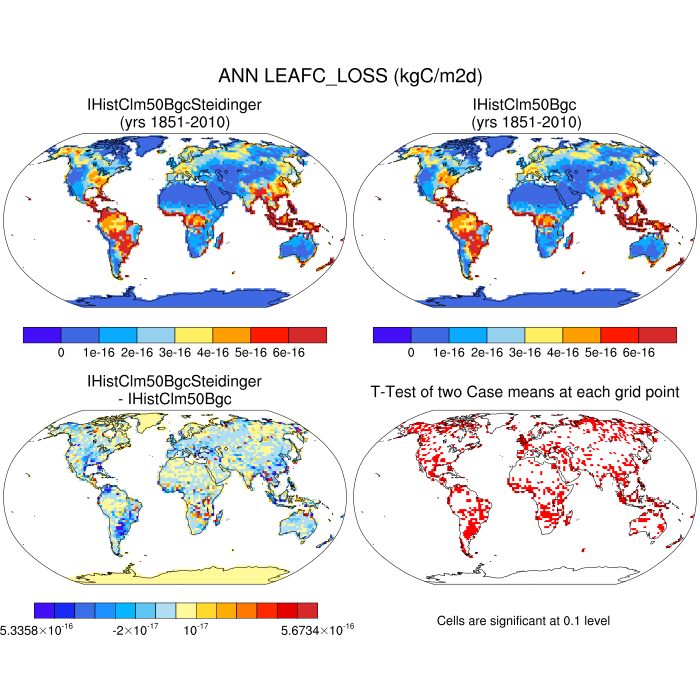 ANN LEAFC_LOSS (kgC/m2d)
IHistClm50BgcSteidinger
(yrs 1851-2010)
IHistClm50Bgc
(yrs 1851-2010)
0 1e-16 2e-16 3e-16 4e-16 5e-16 6e-16
0 1e-16 2e-16 3e-16 4e-16 5e-16 6e-16
IHistClm50BgcSteidinger
- IHistClm50Bgc
T-Test of two Case means at each grid point
5.3358×10^-16 -2×10^-17 10^-17 5.6734×10^-16
Cells are significant at 0.1 level